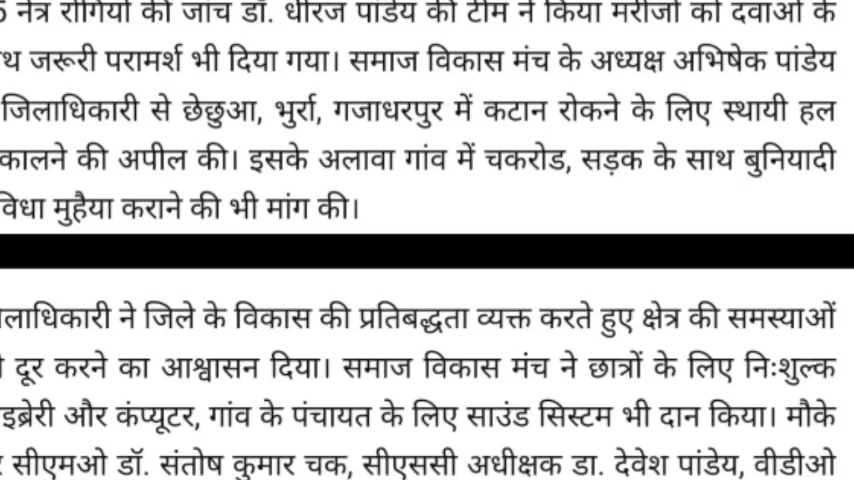 नेत्र रोगियों की जांच डॉ. धीरज पांडेय की टीम ने किया मरीजों को दवाओं के
जरूरी परामर्श भी दिया गया। समाज विकास मंच के अध्यक्ष अभिषेक पांडेय
जिलाधिकारी से छेछुआ, भुर्रा, गजाधरपुर में कटान रोकने के लिए स्थायी हल
की अपील की। इसके अलावा गांव में चकरोड, सड़क के साथ बुनियादी
मुहैया कराने की भी मांग की।
ने जिले के विकास की प्रतिबद्धता व्यक्त करते हुए क्षेत्र की समस्याओं
दूर करने का आश्वासन दिया। समाज विकास मंच ने छात्रों के लिए निःशुल्क
और कंप्यूटर, गांव के पंचायत के लिए साउंड सिस्टम भी दान किया। मौके
सीएमओ डॉ. संतोष कुमार चक, सीएससी अधीक्षक डा. देवेश पांडेय, वीडीओ